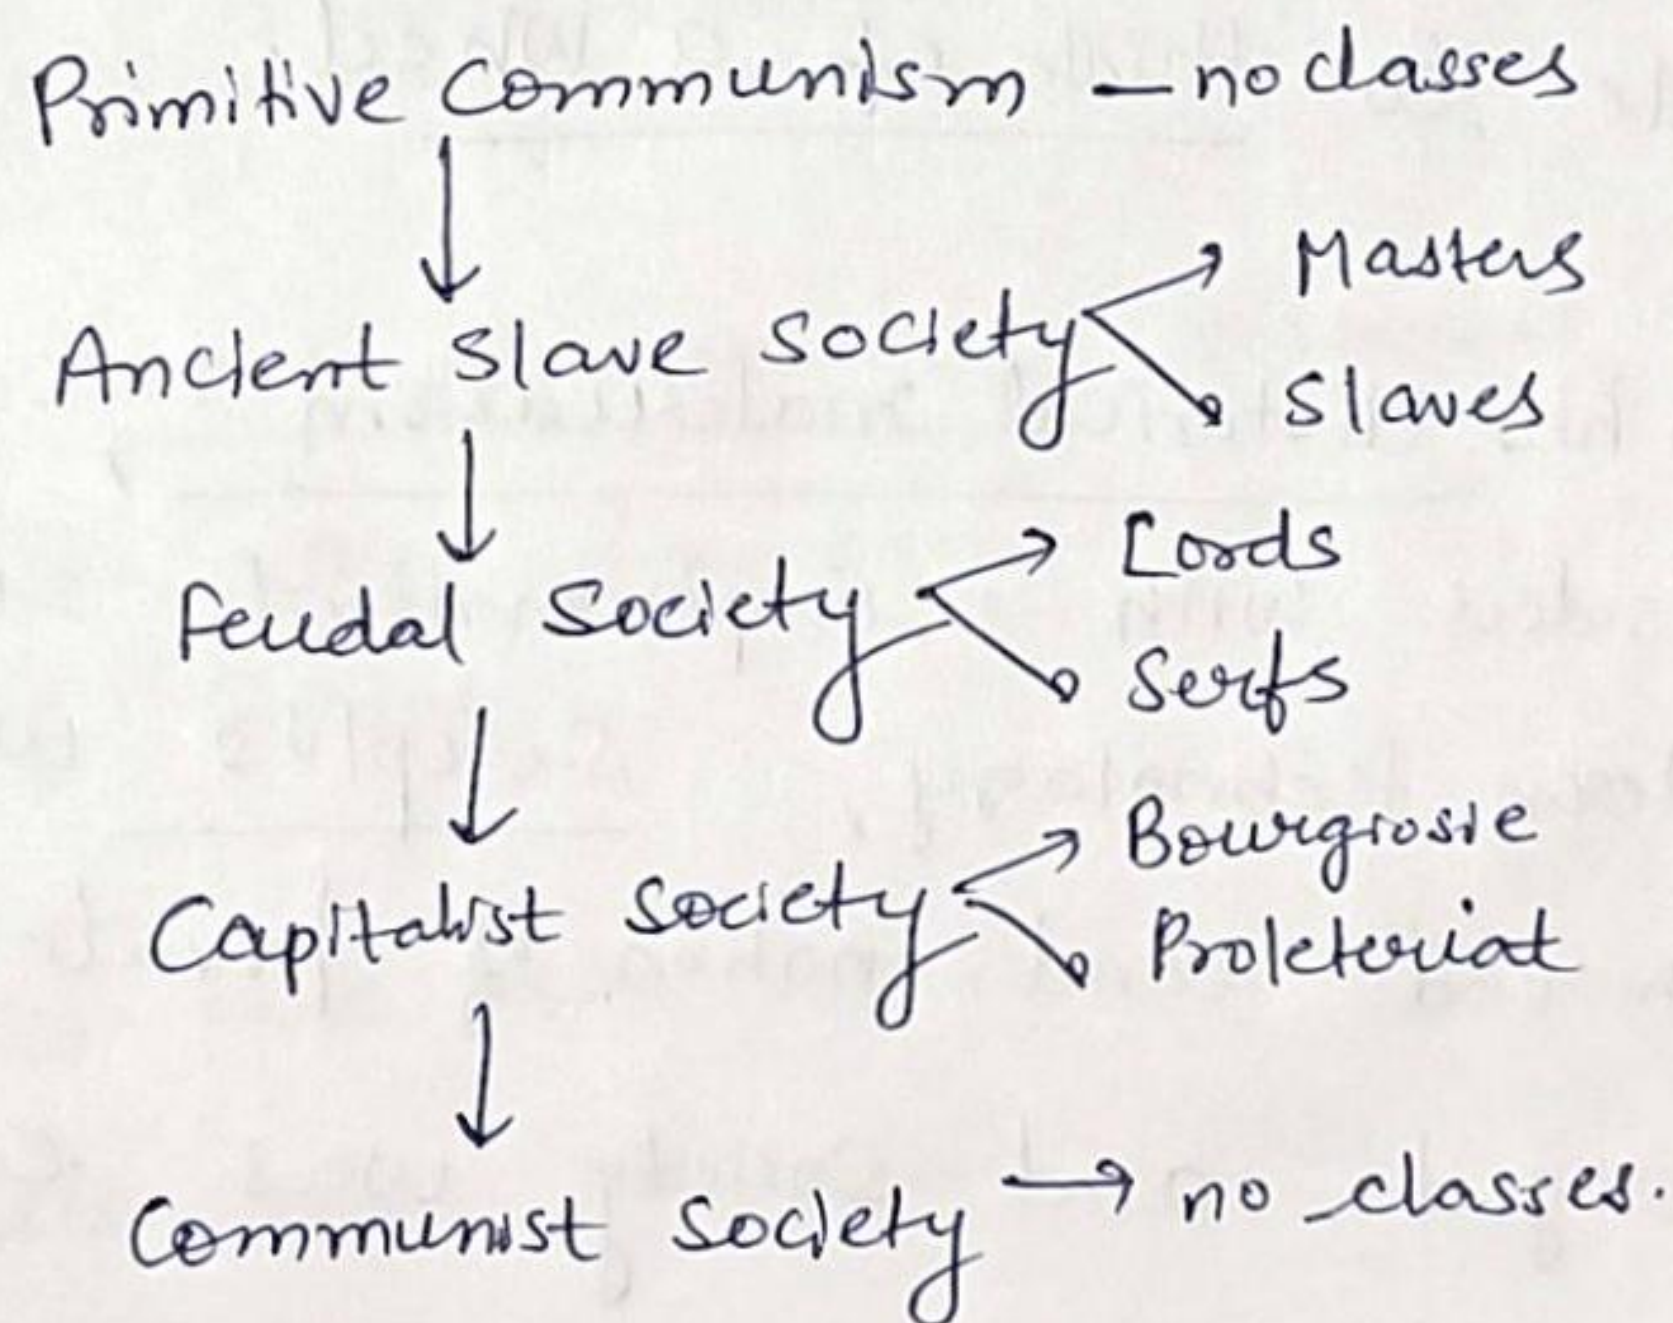 Primitive Communism – no classes
Masters
Ancient Slave Society
Slaves
Lords
Feudal Society
Serfs
Bourgrosie
Capitalist Society
Proleteriat
Communist Society → no classes.